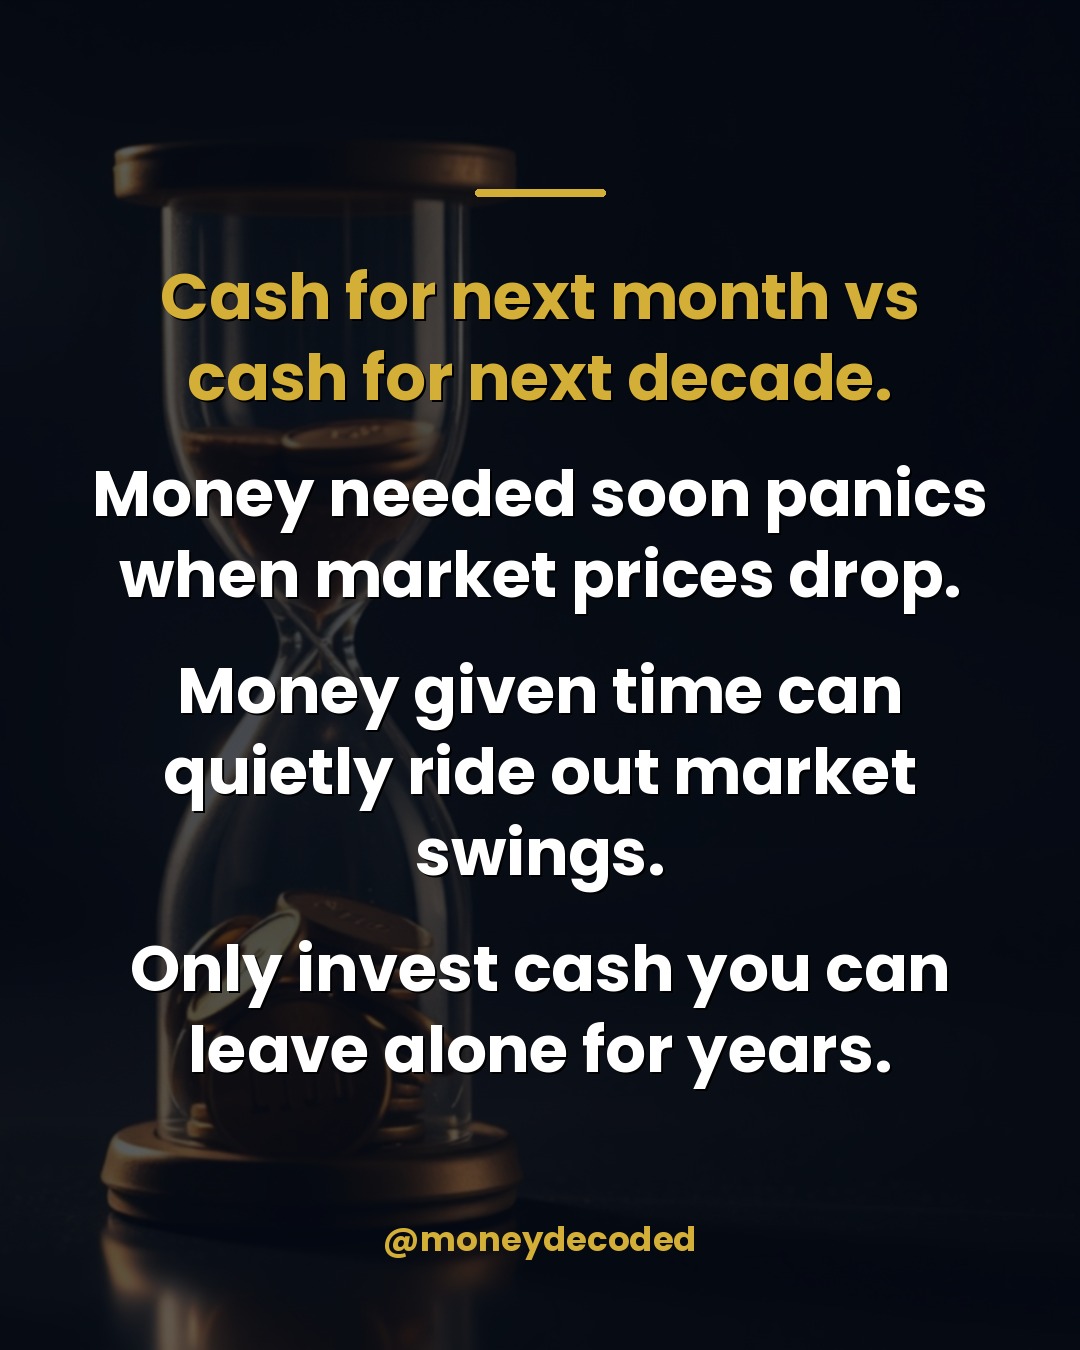 Cash for next month vs
cash for next decade.
Money needed soon panics
when market prices drop.
Money given time can
quietly ride out market
swings.
Only invest cash you can
leave alone for years.
@moneydecoded